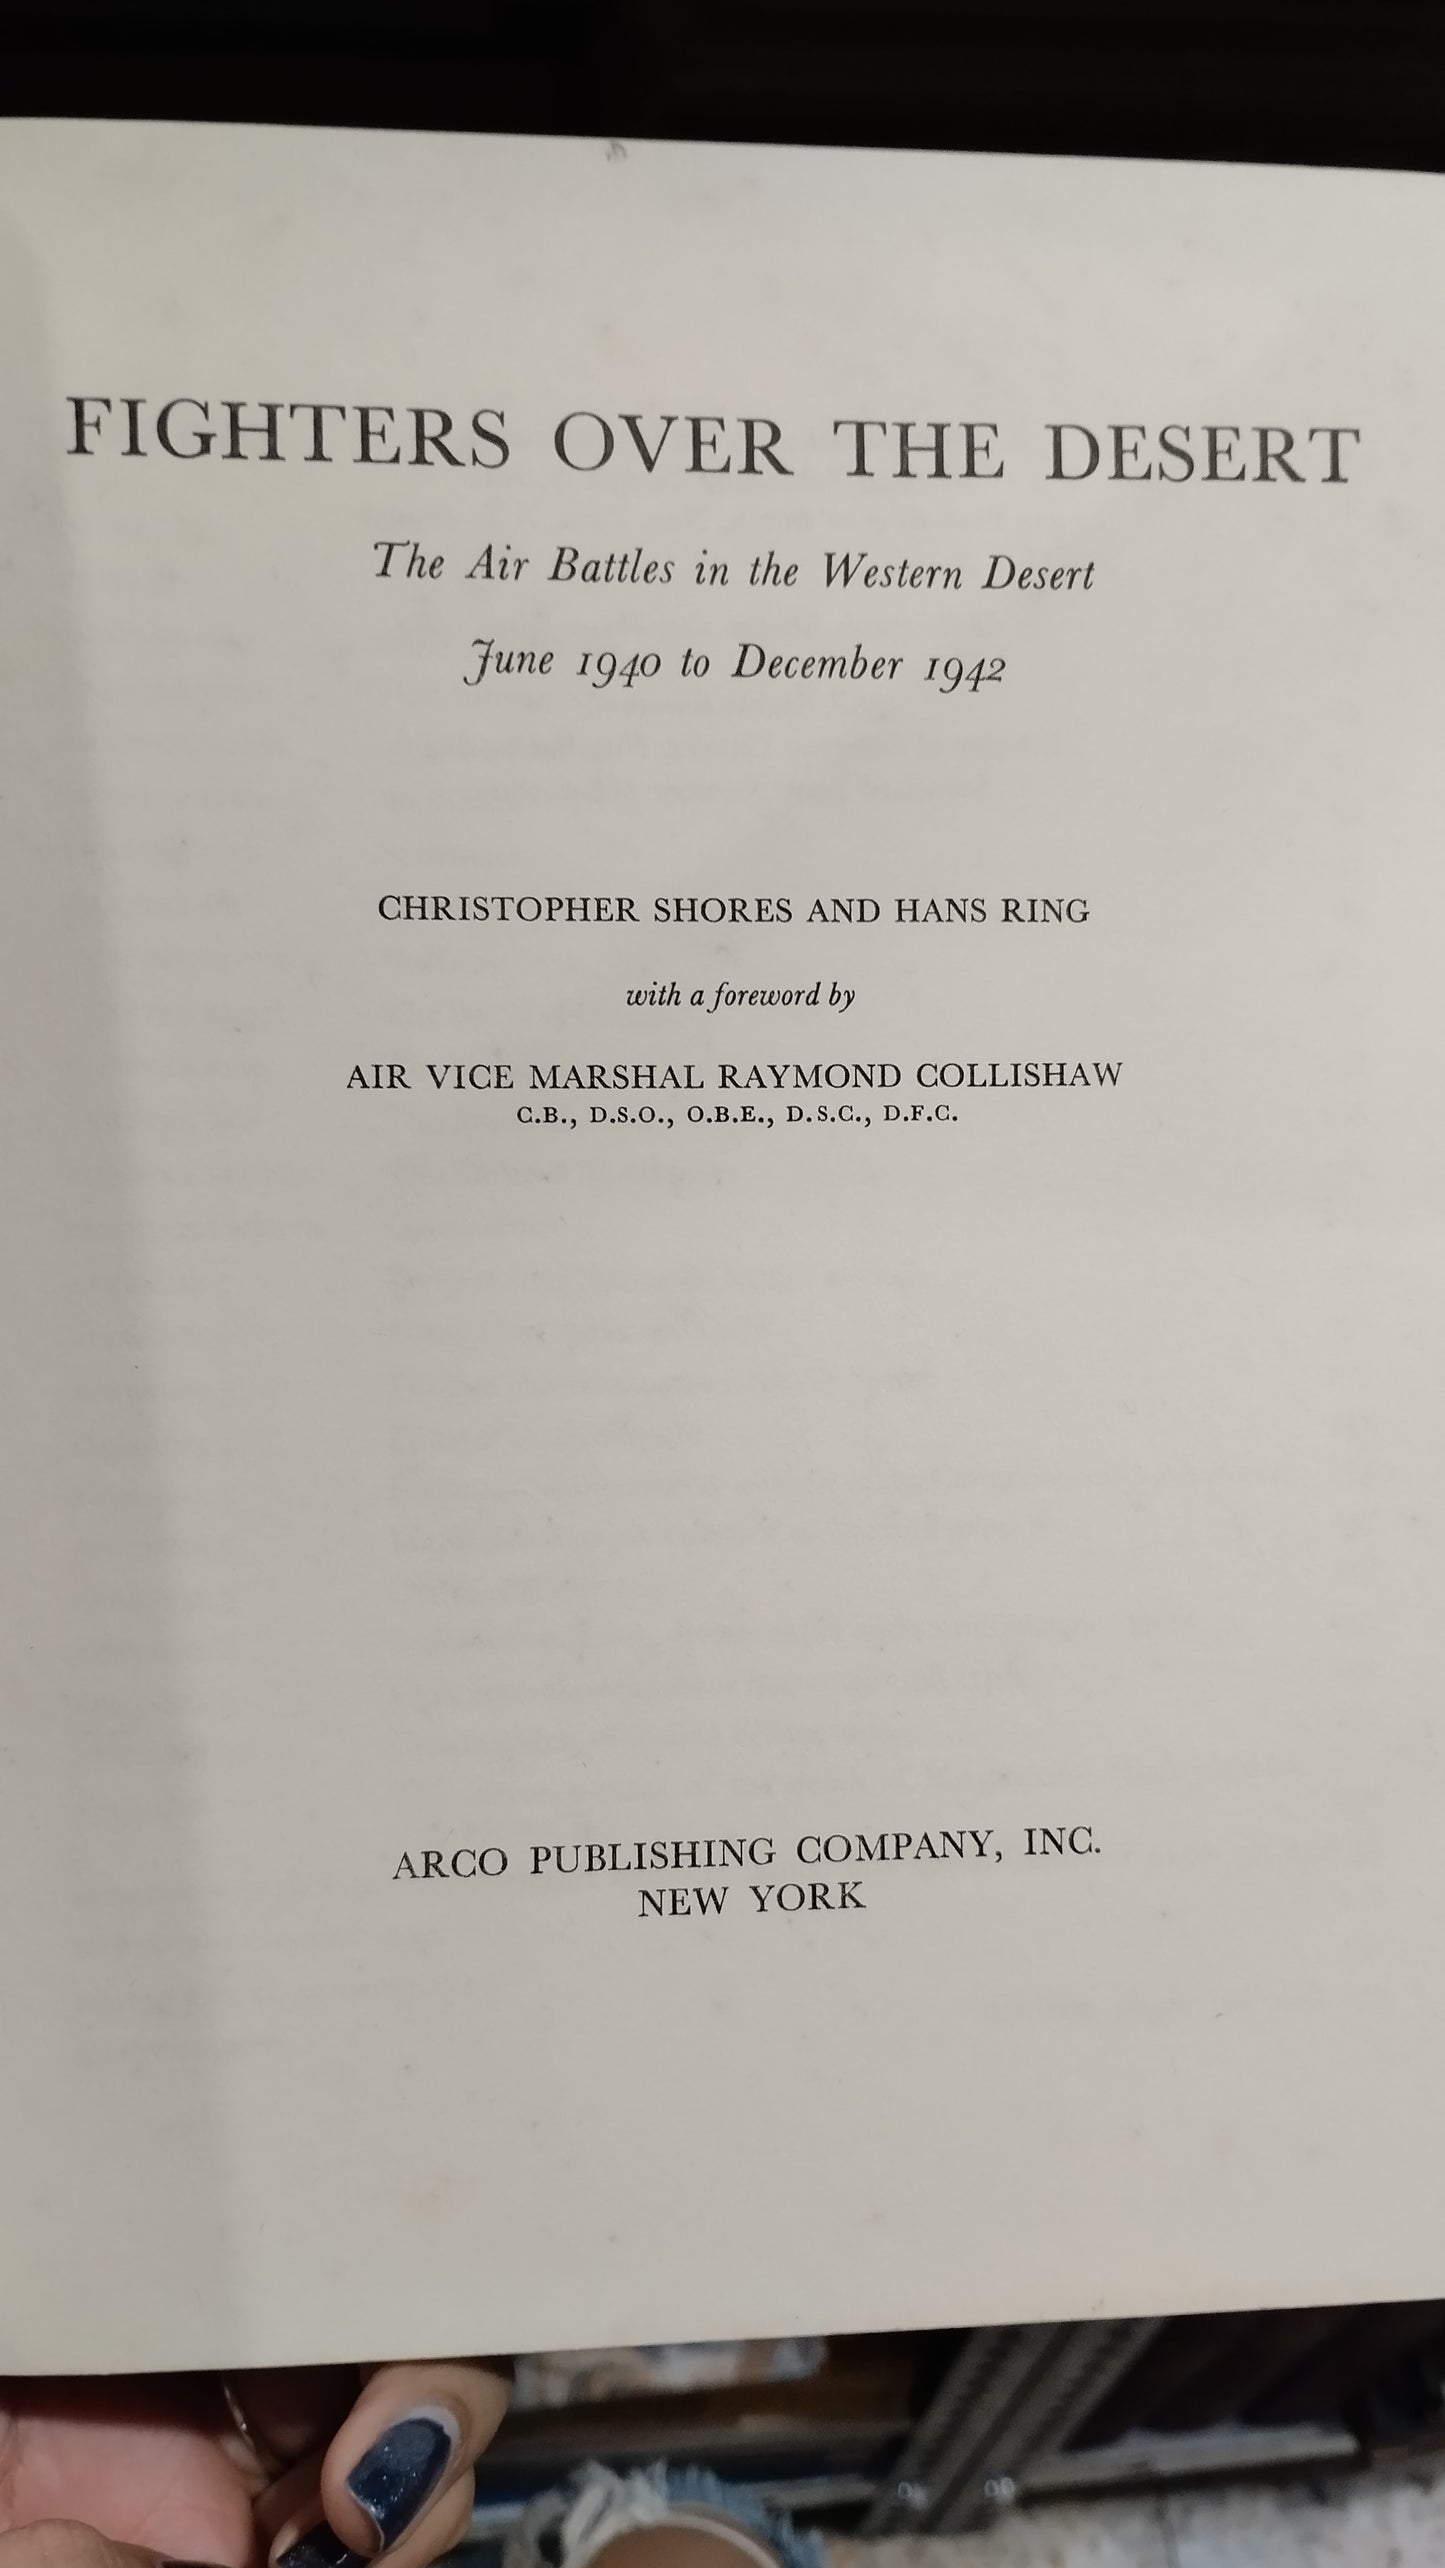 FIGHTERS OVER THE DESERT
The Air Battles in the Western Desert
June 1940 to December 1942
CHRISTOPHER SHORES AND HANS RING
with a foreword by
AIR VICE MARSHAL RAYMOND COLLISHAW
C.B., D.S.O., O.B.E., D.S.C., D.F.C.
ARCO PUBLISHING COMPANY, INC.
NEW YORK